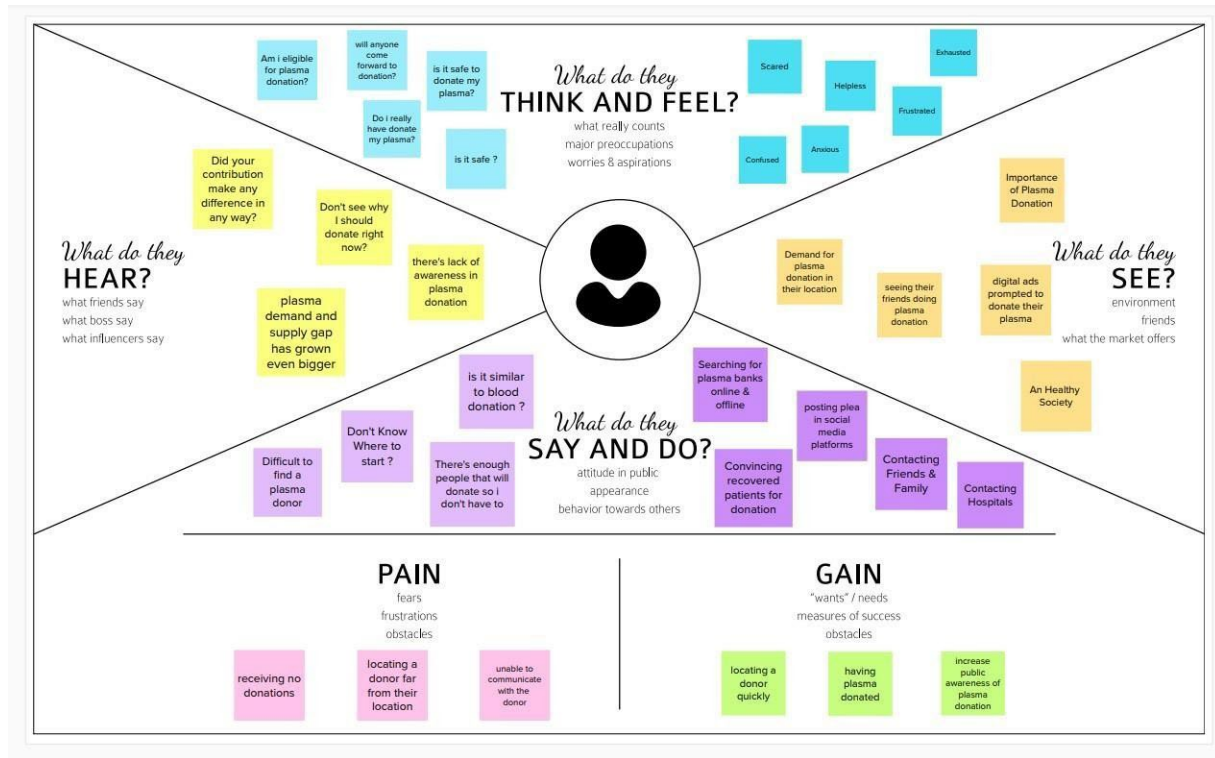 What do they
THINK AND FEEL?
what really counts
major preoccupations
worries & aspirations
Am i eligible
for plasma
donation?
will anyone
come
forward to
donation?
is it safe to
donate my
plasma?
Do i really
have donate
my plasma?
is it safe ?
Scared
Helpless
Exhausted
Frustrated
Anxious
Confused
What do they
HEAR?
what friends say
what boss say
what influencers say
Did your
contribution
make any
difference in
any way?
Don't see why
I should
donate right
now?
there's lack of
awareness in
plasma
donation
plasma
demand and
supply gap
has grown
even bigger
What do they
SEE?
environment
friends
what the market offers
Importance
of Plasma
Donation
Demand for
plasma
donation in
their location
seeing their
friends doing
plasma
donation
digital ads
prompted to
donate their
plasma
An Healthy
Society
What do they
SAY AND DO?
attitude in public
appearance
behavior towards others
is it similar
to blood
donation ?
Don't Know
Where to
start ?
Difficult to
find a
plasma
donor
There's enough
people that will
donate so i
don't have to
Searching for
plasma banks
online &
offline
posting plea
in social
media
platforms
Convincing
recovered
patients for
donation
Contacting
Friends &
Family
Contacting
Hospitals
PAIN
fears
frustrations
obstacles
receiving no
donations
locating a
donor far
from their
location
unable to
communicate
with the
donor
GAIN
"wants" / needs
measures of success
obstacles
locating a
donor
quickly
having
plasma
donated
increase
public
awareness of
plasma
donation